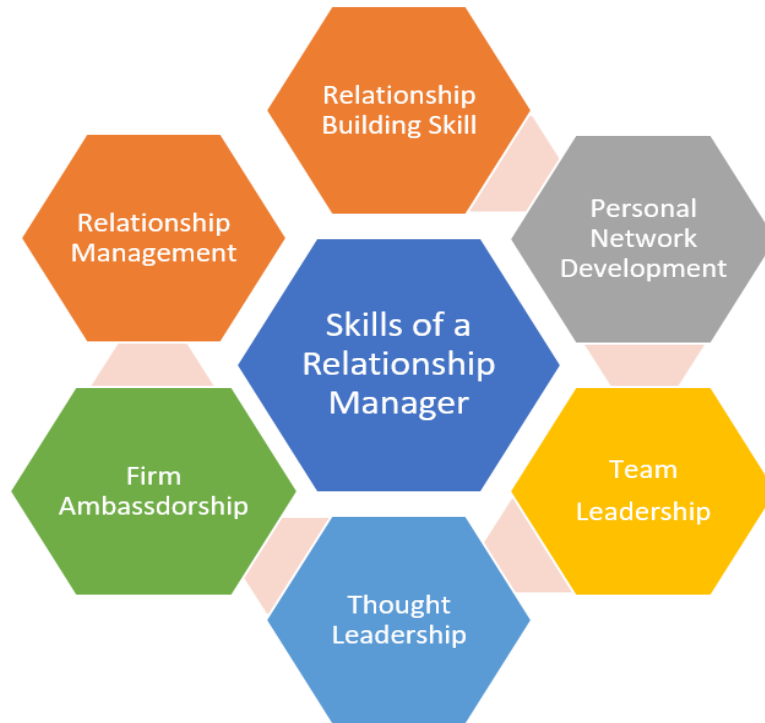 Relationship
Building Skill
Personal
Network
Development
Team
Leadership
Thought
Leadership
Firm
Ambassdorship
Relationship
Management
Skills of a
Relationship
Manager